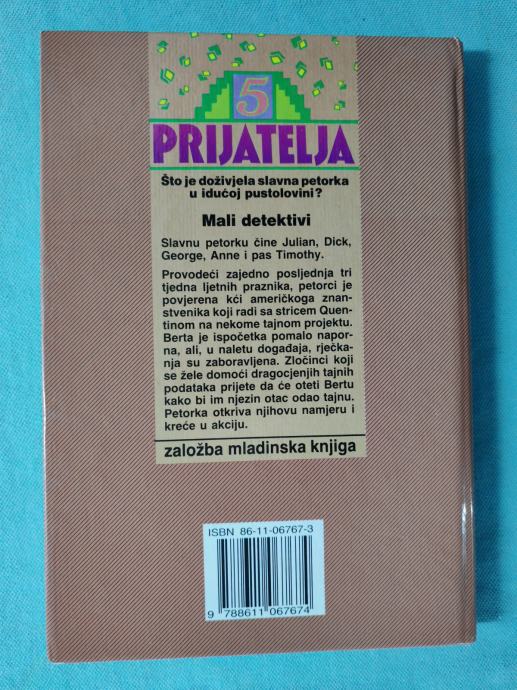 5
PRIJATELJA
Što je doživjela slavna petorka
u idućoj pustolovini?
Mali detektivi
Slavnu petorku čine Julian, Dick,
George, Anne i pas Timothy.
Provodeći zajedno posljednja tri
tjedna ljetnih praznika, petorci je
povjerena kći američkoga znan-
stvenika koji radi sa stricem Quen-
tinom na nekome tajnom projektu.
Berta je ispočetka pomalo napor-
na, ali, u naletu događaja, rječka-
nja su zaboravljena. Zločinci koji
se žele domoći dragocjenjih tajnih
podataka prijete da će oteti Bertu
kako bi im njezin otac odao tajnu.
Petorka otkriva njihovu namjeru i
kreće u akciju.
založba mladinska knjiga
ISBN 86-11-06767-3
9 788611 067674